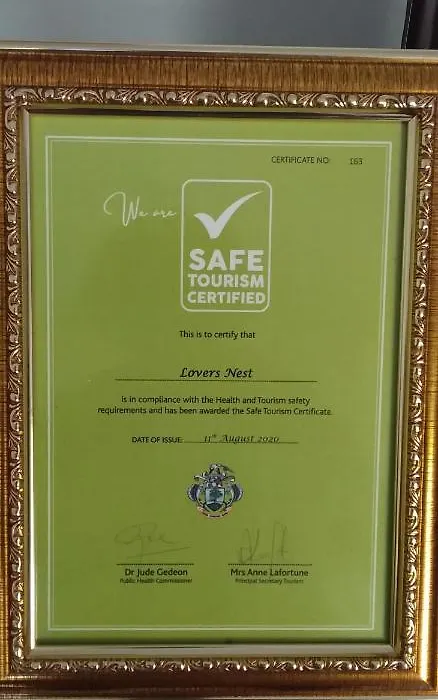 CERTIFICATE NO: 163
We are
SAFE
TOURISM
CERTIFIED
This is to certify that
Lovers Nest
is in compliance with the Health and Tourism safety
requirements and has been awarded the Safe Tourism Certificate.
DATE OF ISSUE: 11th August 2020
Dr Jude Gedeon Mrs Anne Lafortune
Public Health Commissioner Principal Secretary Tourism